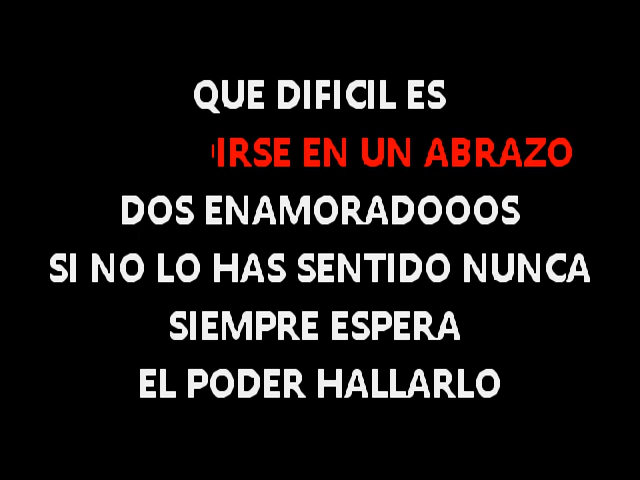 QUE DIFICIL ES
EN UN ABRAZO
DOS ENAMORADOOOS
SI NO LO HAS SENTIDO NUNCA
SIEMPRE ESPERA
EL PODER HALLARLO